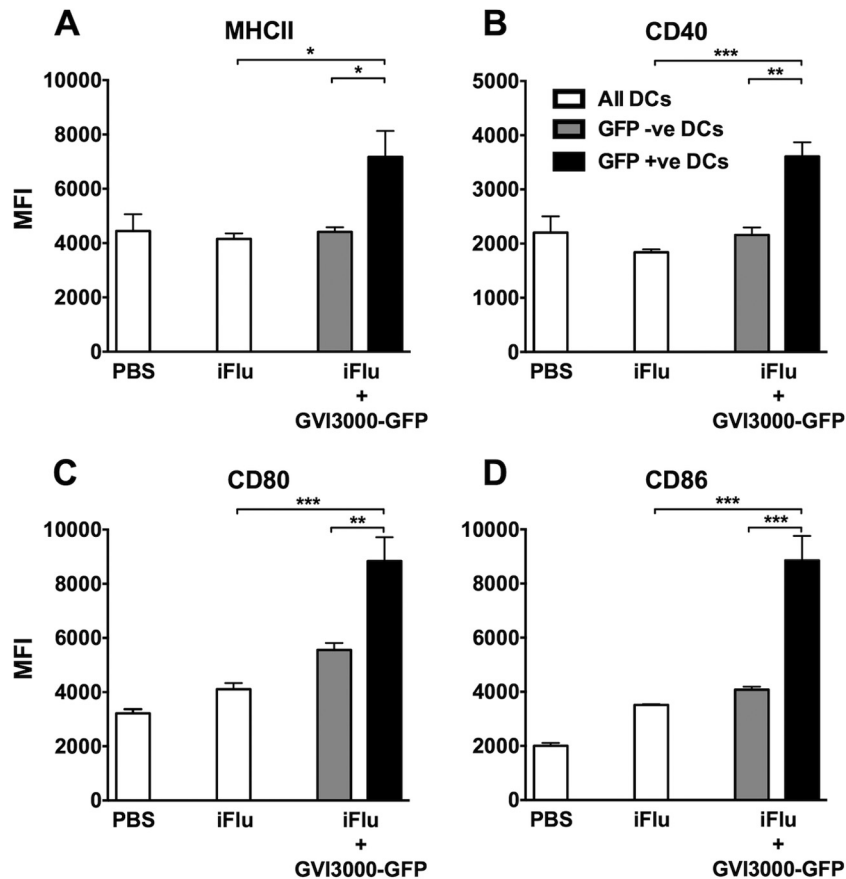 A
MHCII
MFI
10000
8000
6000
4000
2000
0
*
*
PBS
iFlu
iFlu
+
GVI3000-GFP
B
CD40
5000
4000
3000
2000
1000
0
***
**
All DCs
GFP -ve DCs
GFP +ve DCs
PBS
iFlu
iFlu
+
GVI3000-GFP
C
CD80
MFI
10000
8000
6000
4000
2000
0
***
**
PBS
iFlu
iFlu
+
GVI3000-GFP
D
CD86
10000
8000
6000
4000
2000
0
***
***
PBS
iFlu
iFlu
+
GVI3000-GFP